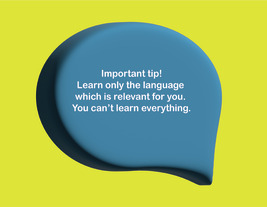 Important tip!
Learn only the language
which is relevant for you.
You can't learn everything.